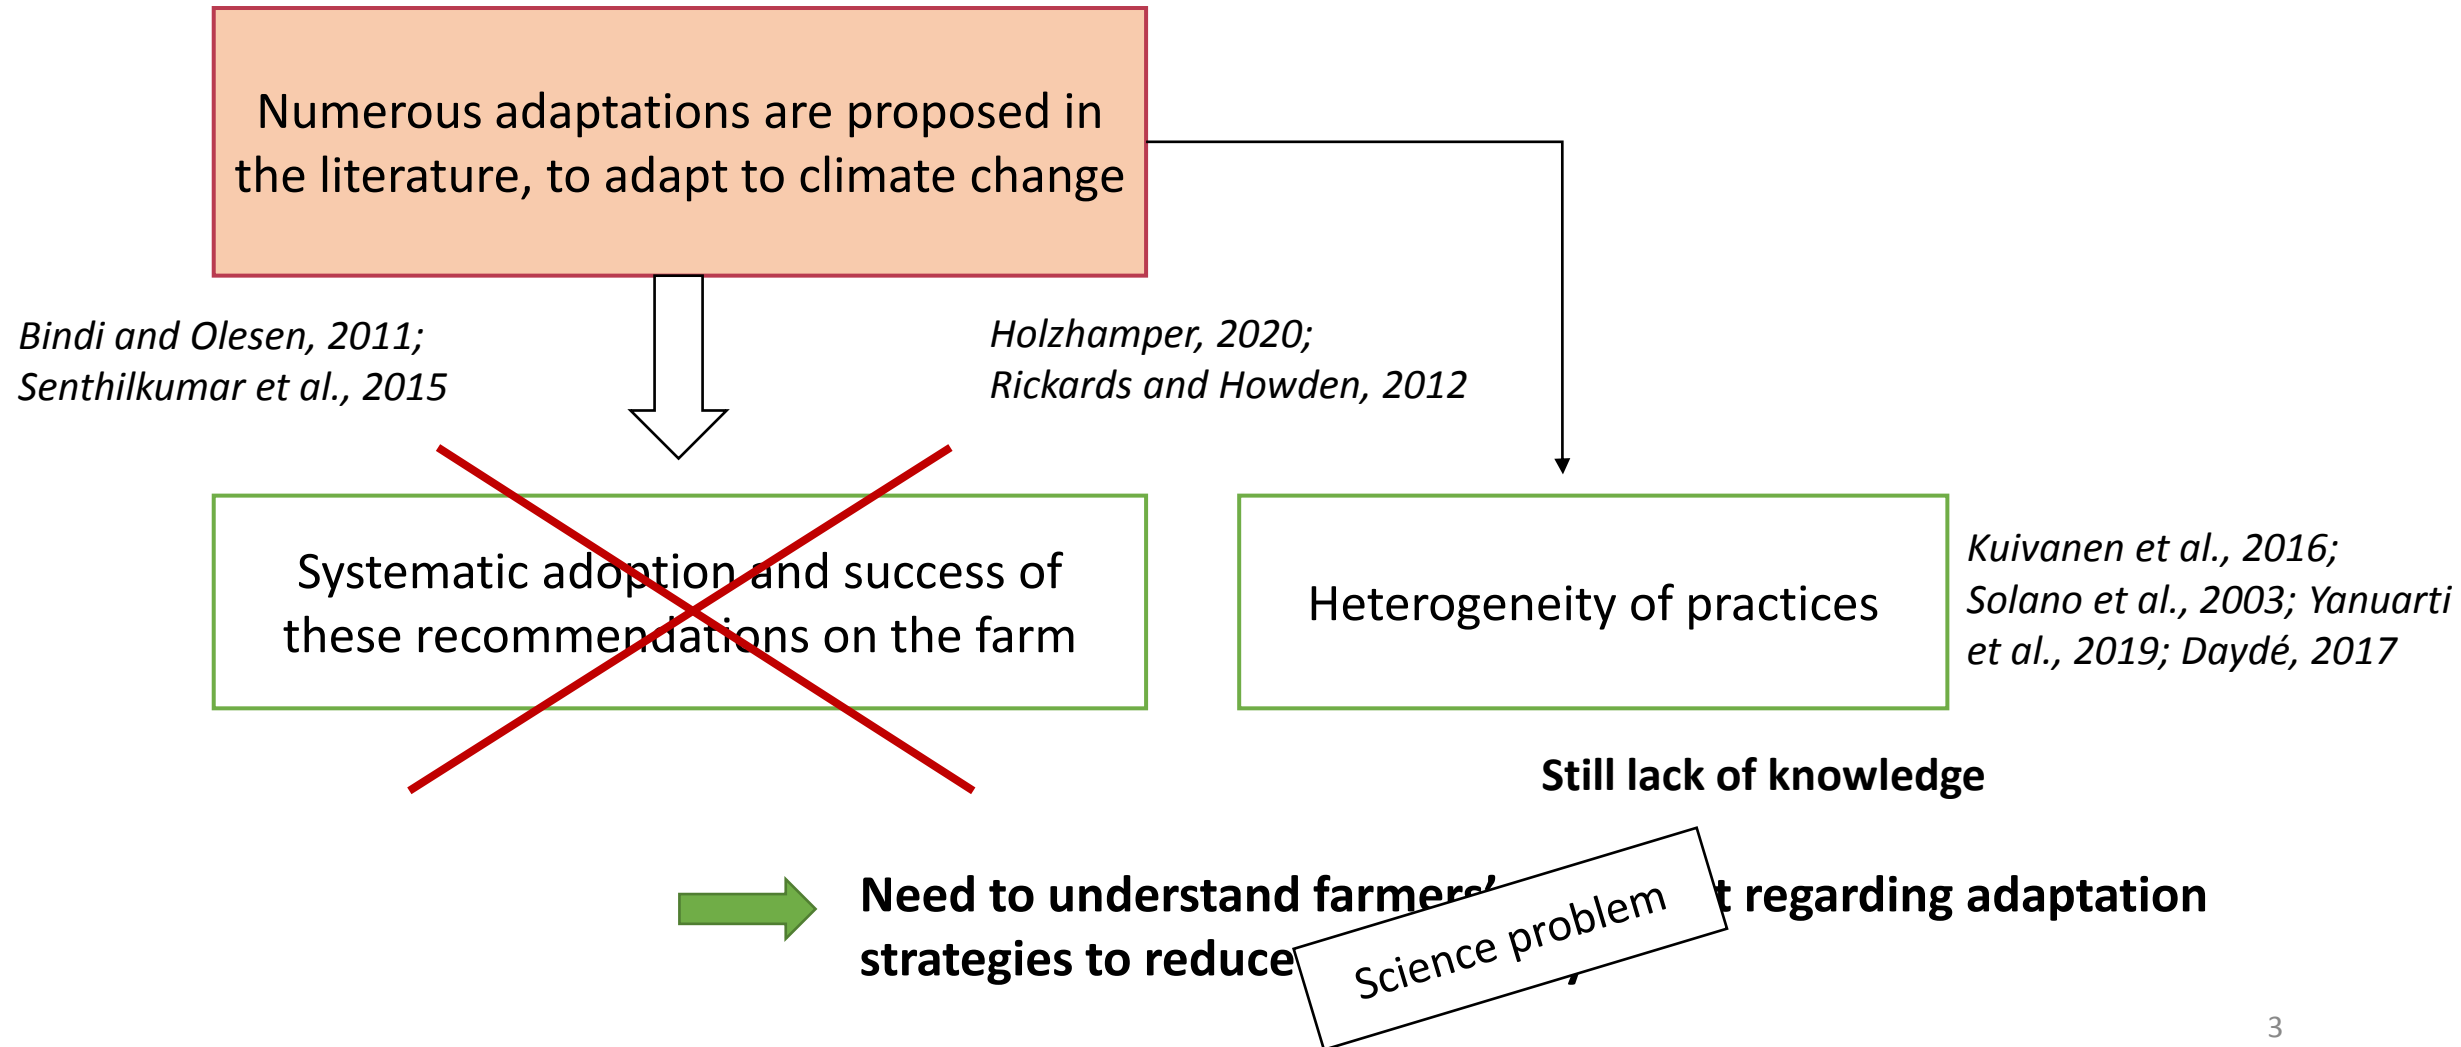 Numerous adaptations are proposed in
the literature, to adapt to climate change
Bindi and Olesen, 2011;
Senthilkumar et al., 2015
Holzhamper, 2020;
Rickards and Howden, 2012
Systematic adoption and success of
these recommendations on the farm
Heterogeneity of practices
Kuivanen et al., 2016;
Solano et al., 2003; Yanuarti
et al., 2019; Daydé, 2017
Still lack of knowledge
Need to understand farmers’ regarding adaptation
strategies to reduce
Science problem
3